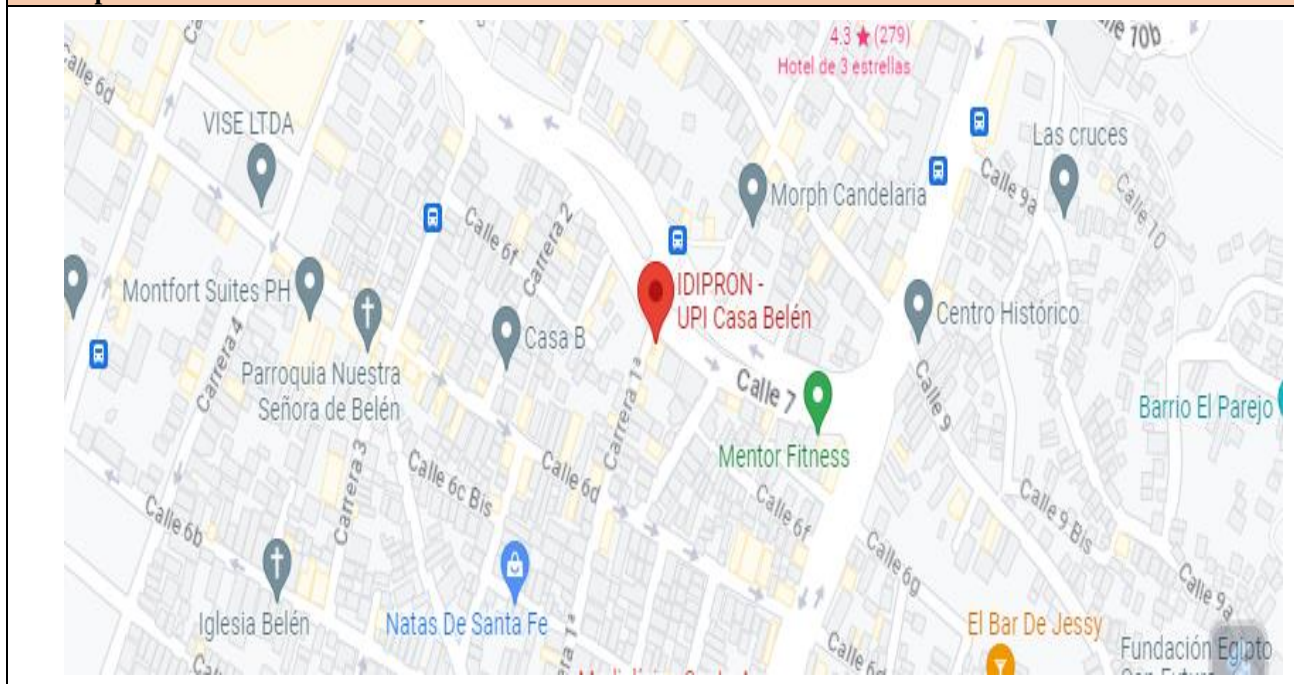 4.3 ★ (279)
Hotel de 3 estrellas
70b
Calle 6d
VISE LTDA
Las cruces
Calle 9a
Calle 10
Morph Candelaria
Calle 6f
Carrera 2
IDIPRON -
UPI Casa Belén
Montfort Suites PH
Centro Histórico
Casa B
Carrera 4
Parroquia Nuestra
Señora de Belén
Carrera 1ª
Calle 7
Calle 9
Barrio El Parejo
Mentor Fitness
Carrera 3
Calle 6c Bis
Calle 6d
Calle 6f
Calle 9 Bis
Calle 6b
Calle 6g
Calle 9a
Iglesia Belén
Natas De Santa Fe
El Bar De Jessy
Fundación Egipto